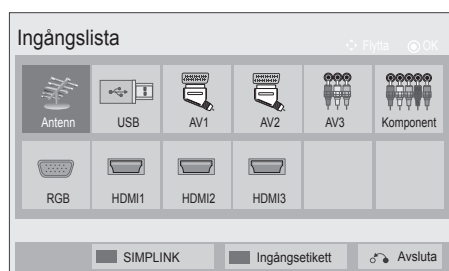 Ingångslista
Flytta OK
Antenn USB AV1 AV2 AV3 Komponent
RGB HDMI1 HDMI2 HDMI3
SIMPLINK Ingångsetikett Avsluta